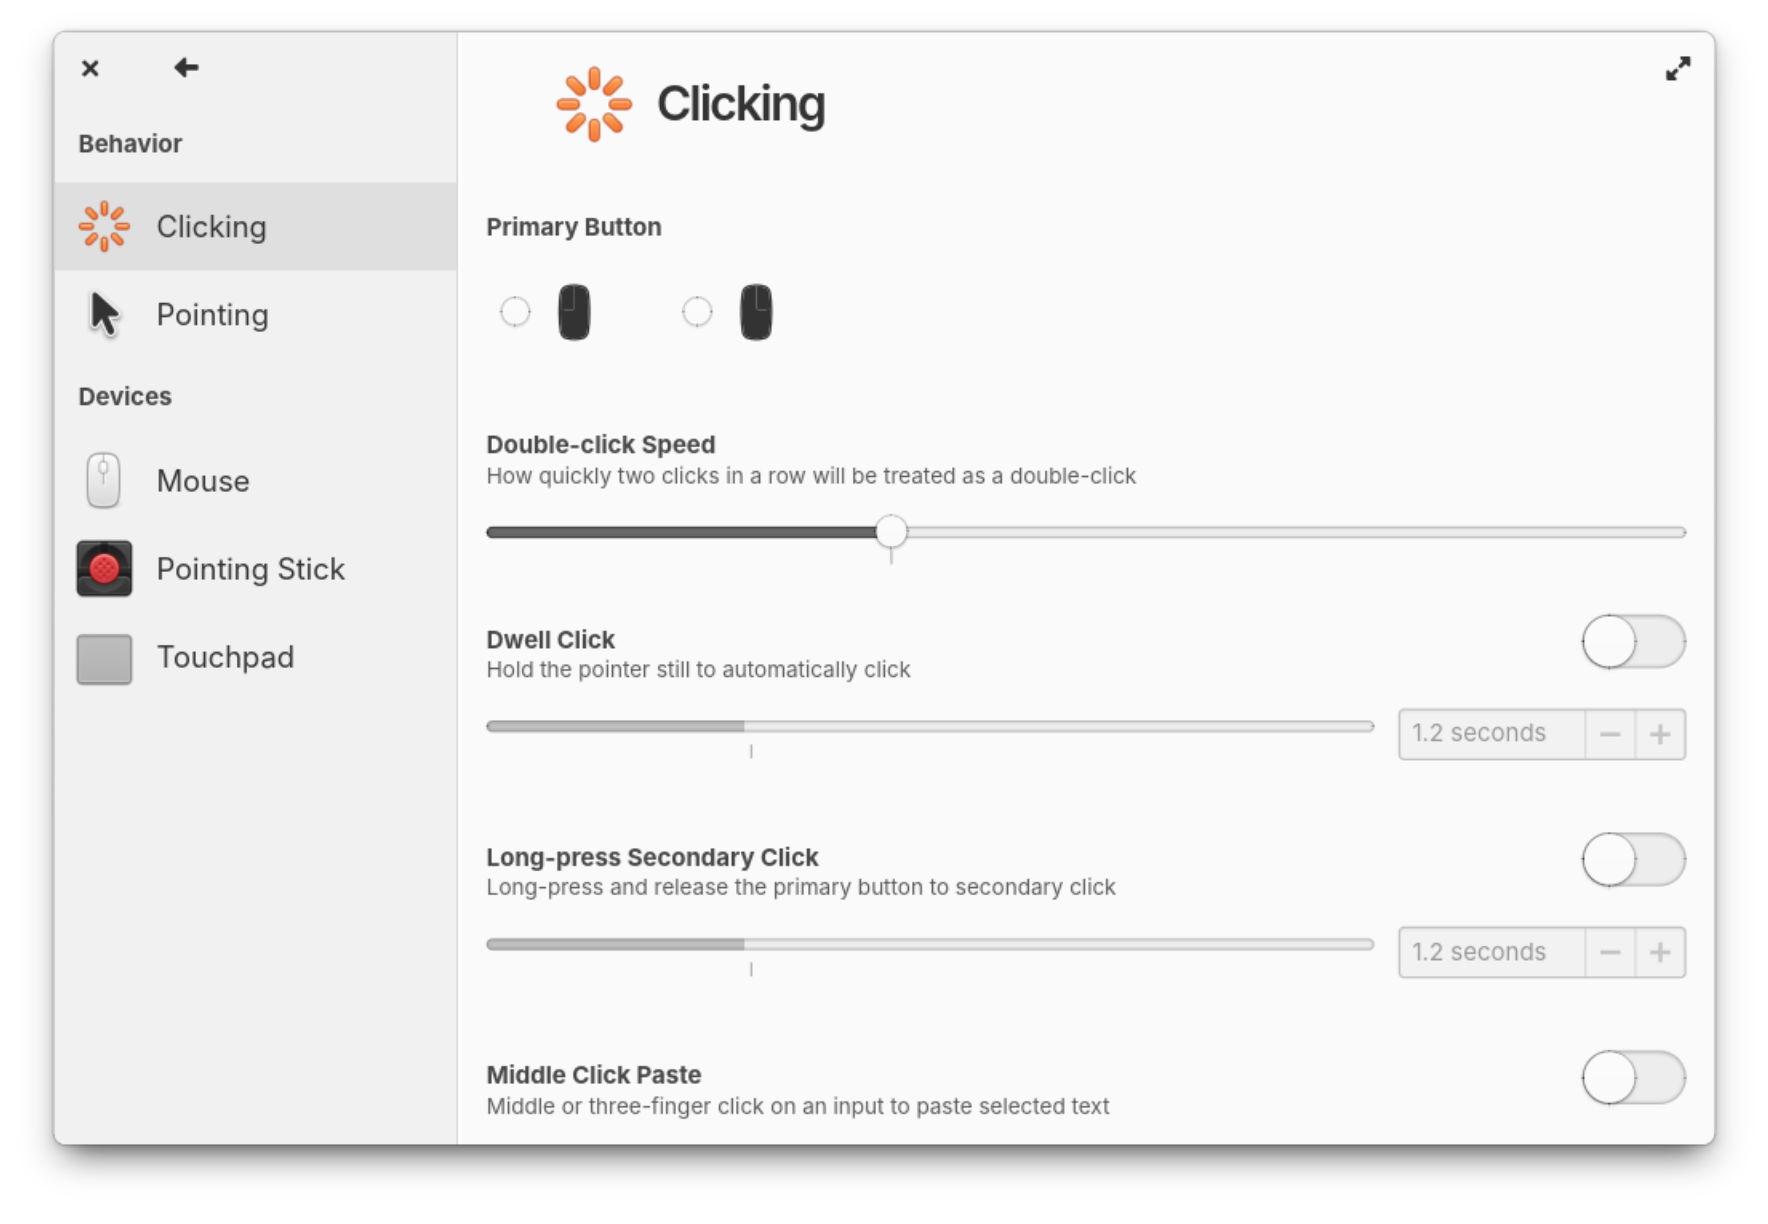 Behavior
Clicking
Pointing
Devices
Mouse
Pointing Stick
Touchpad
Clicking
Primary Button
Double-click Speed
How quickly two clicks in a row will be treated as a double-click
Dwell Click
Hold the pointer still to automatically click
1.2 seconds
Long-press Secondary Click
Long-press and release the primary button to secondary click
1.2 seconds
Middle Click Paste
Middle or three-finger click on an input to paste selected text